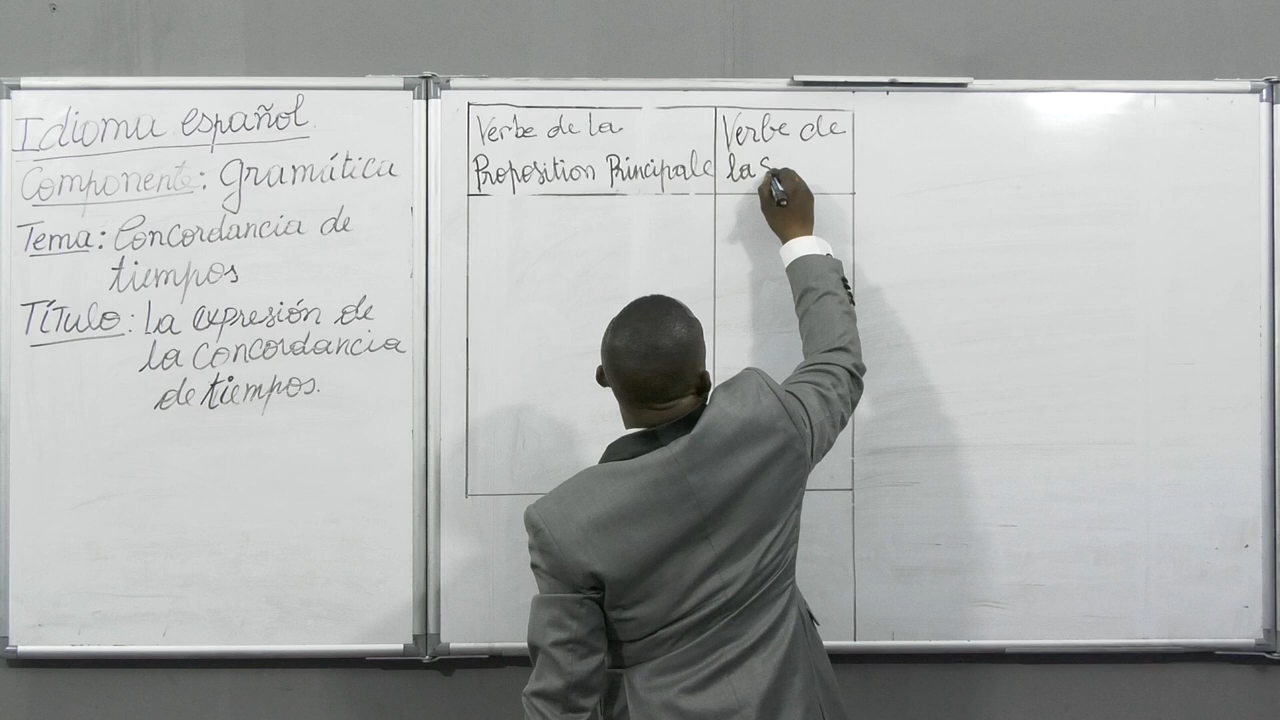 Idioma español
Componente: Gramática
Tema: Concordancia de
tiempos
Título: La expresión de
la concordancia
de tiempos.
Verbe de la
Proposition Principale
Verbe de
la S